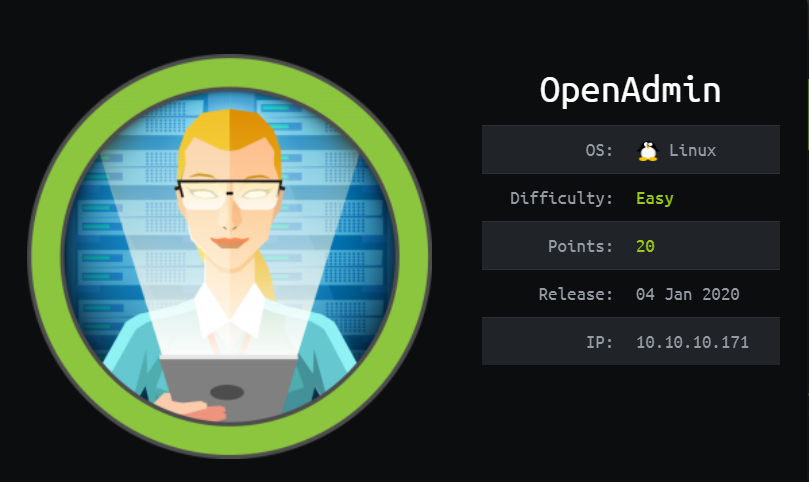 OpenAdmin
OS: Linux
Difficulty: Easy
Points: 20
Release: 04 Jan 2020
IP: 10.10.10.171